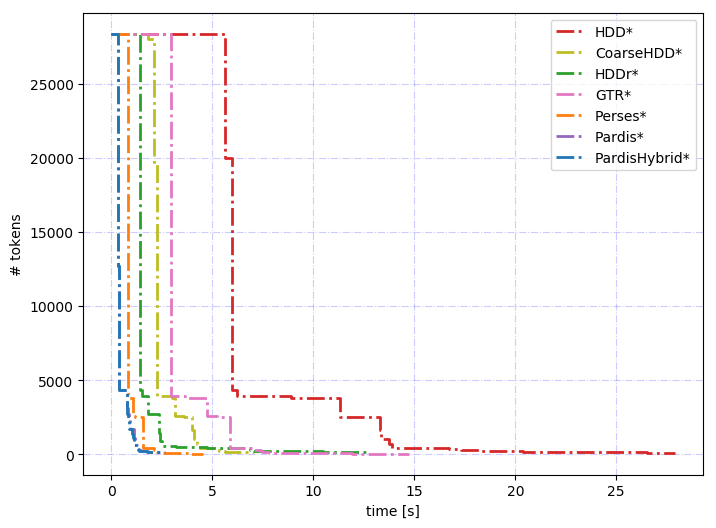 HDD*
CoarseHDD*
HDDr*
GTR*
Perses*
Pardis*
PardisHybrid*
25000
20000
15000
10000
5000
0
# tokens
0 5 10 15 20 25
time [s]